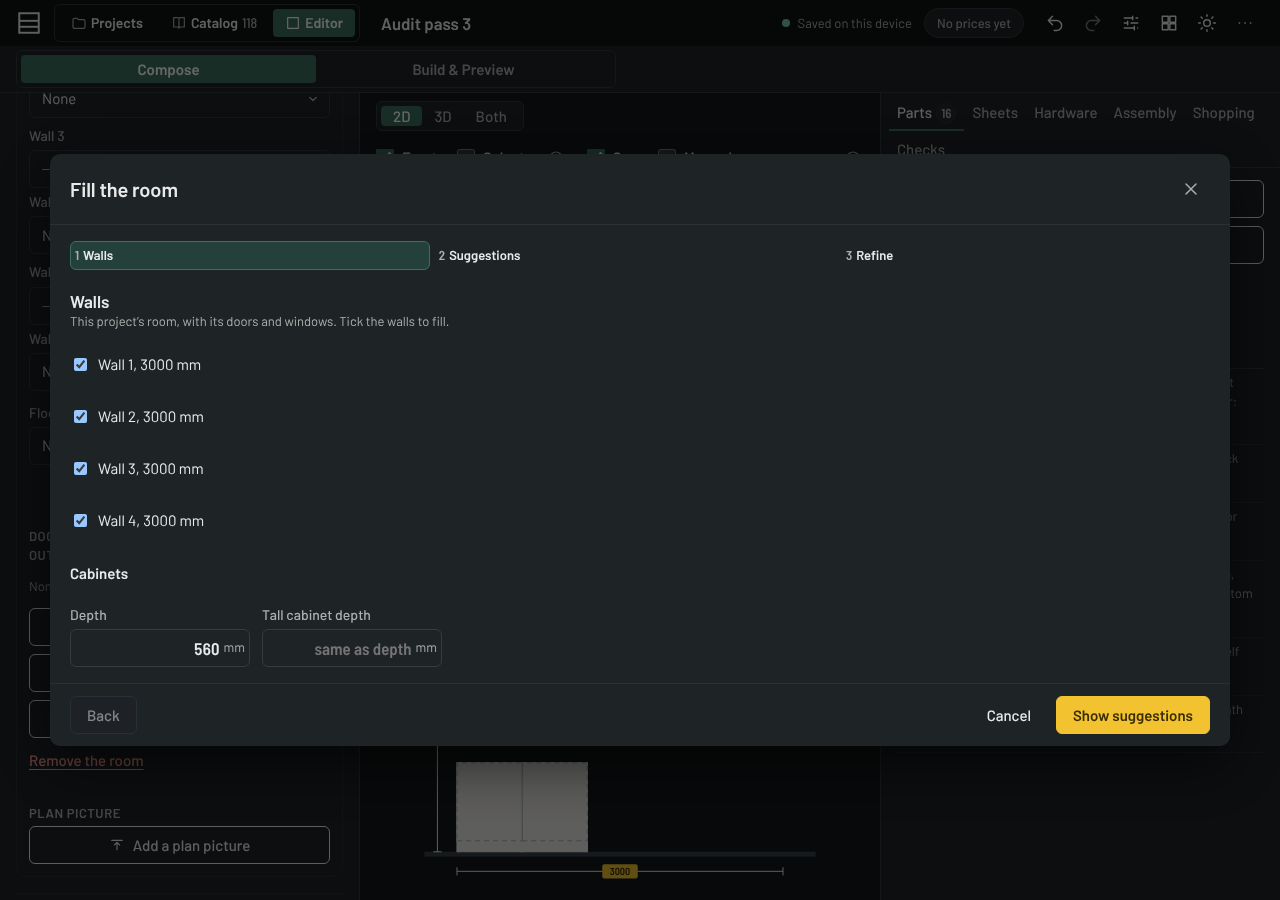 Projects
Catalog 118
Editor
Audit pass 3
Saved on this device
No prices yet
Compose
Build & Preview
None
2D
3D
Both
Parts 16
Sheets
Hardware
Assembly
Shopping
Checks
Wall 3
Fill the room
1 Walls
2 Suggestions
3 Refine
Walls
This project's room, with its doors and windows. Tick the walls to fill.
Wall 1, 3000 mm
Wall 2, 3000 mm
Wall 3, 3000 mm
Wall 4, 3000 mm
Cabinets
Depth
Tall cabinet depth
560 mm
same as depth mm
Back
Cancel
Show suggestions
Remove the room
PLAN PICTURE
Add a plan picture
3000